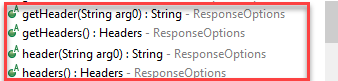 getHeader(String arg0) : String - ResponseOptions
getHeaders() : Headers - ResponseOptions
header(String arg0) : String - ResponseOptions
headers() : Headers - ResponseOptions